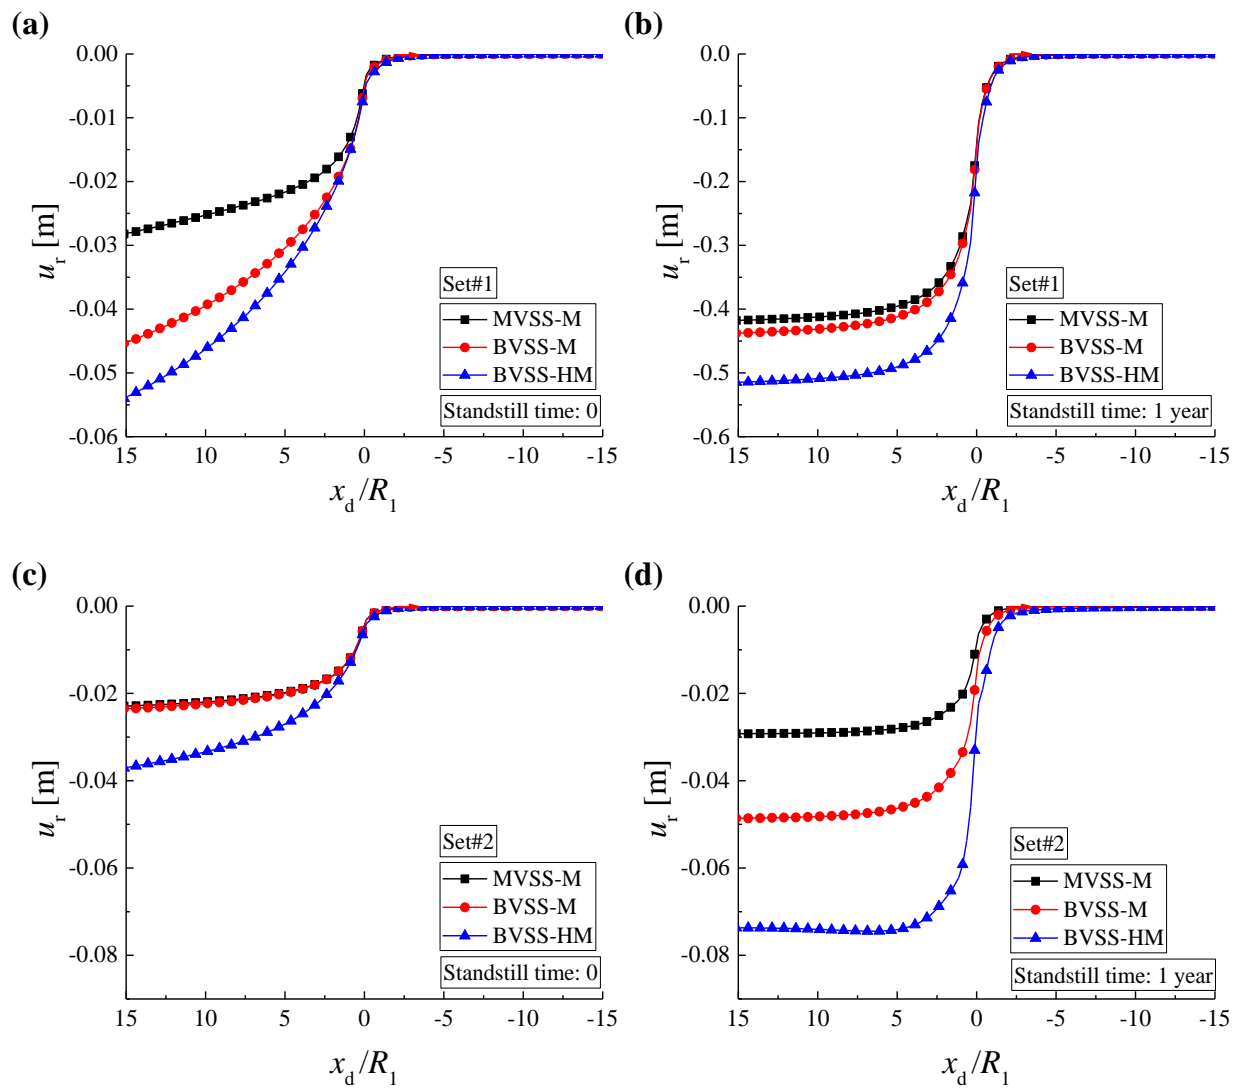 (a)
0.00
-0.01
-0.02
-0.03
-0.04
-0.05
-0.06
u_r [m]
15 10 5 0 -5 -10 -15
x_d/R_1
Set#1
MVSS-M
BVSS-M
BVSS-HM
Standstill time: 0
(b)
0.00
-0.1
-0.2
-0.3
-0.4
-0.5
-0.6
u_r [m]
15 10 5 0 -5 -10 -15
x_d/R_1
Set#1
MVSS-M
BVSS-M
BVSS-HM
Standstill time: 1 year
(c)
0.00
-0.02
-0.04
-0.06
-0.08
u_r [m]
15 10 5 0 -5 -10 -15
x_d/R_1
Set#2
MVSS-M
BVSS-M
BVSS-HM
Standstill time: 0
(d)
0.00
-0.02
-0.04
-0.06
-0.08
u_r [m]
15 10 5 0 -5 -10 -15
x_d/R_1
Set#2
MVSS-M
BVSS-M
BVSS-HM
Standstill time: 1 year